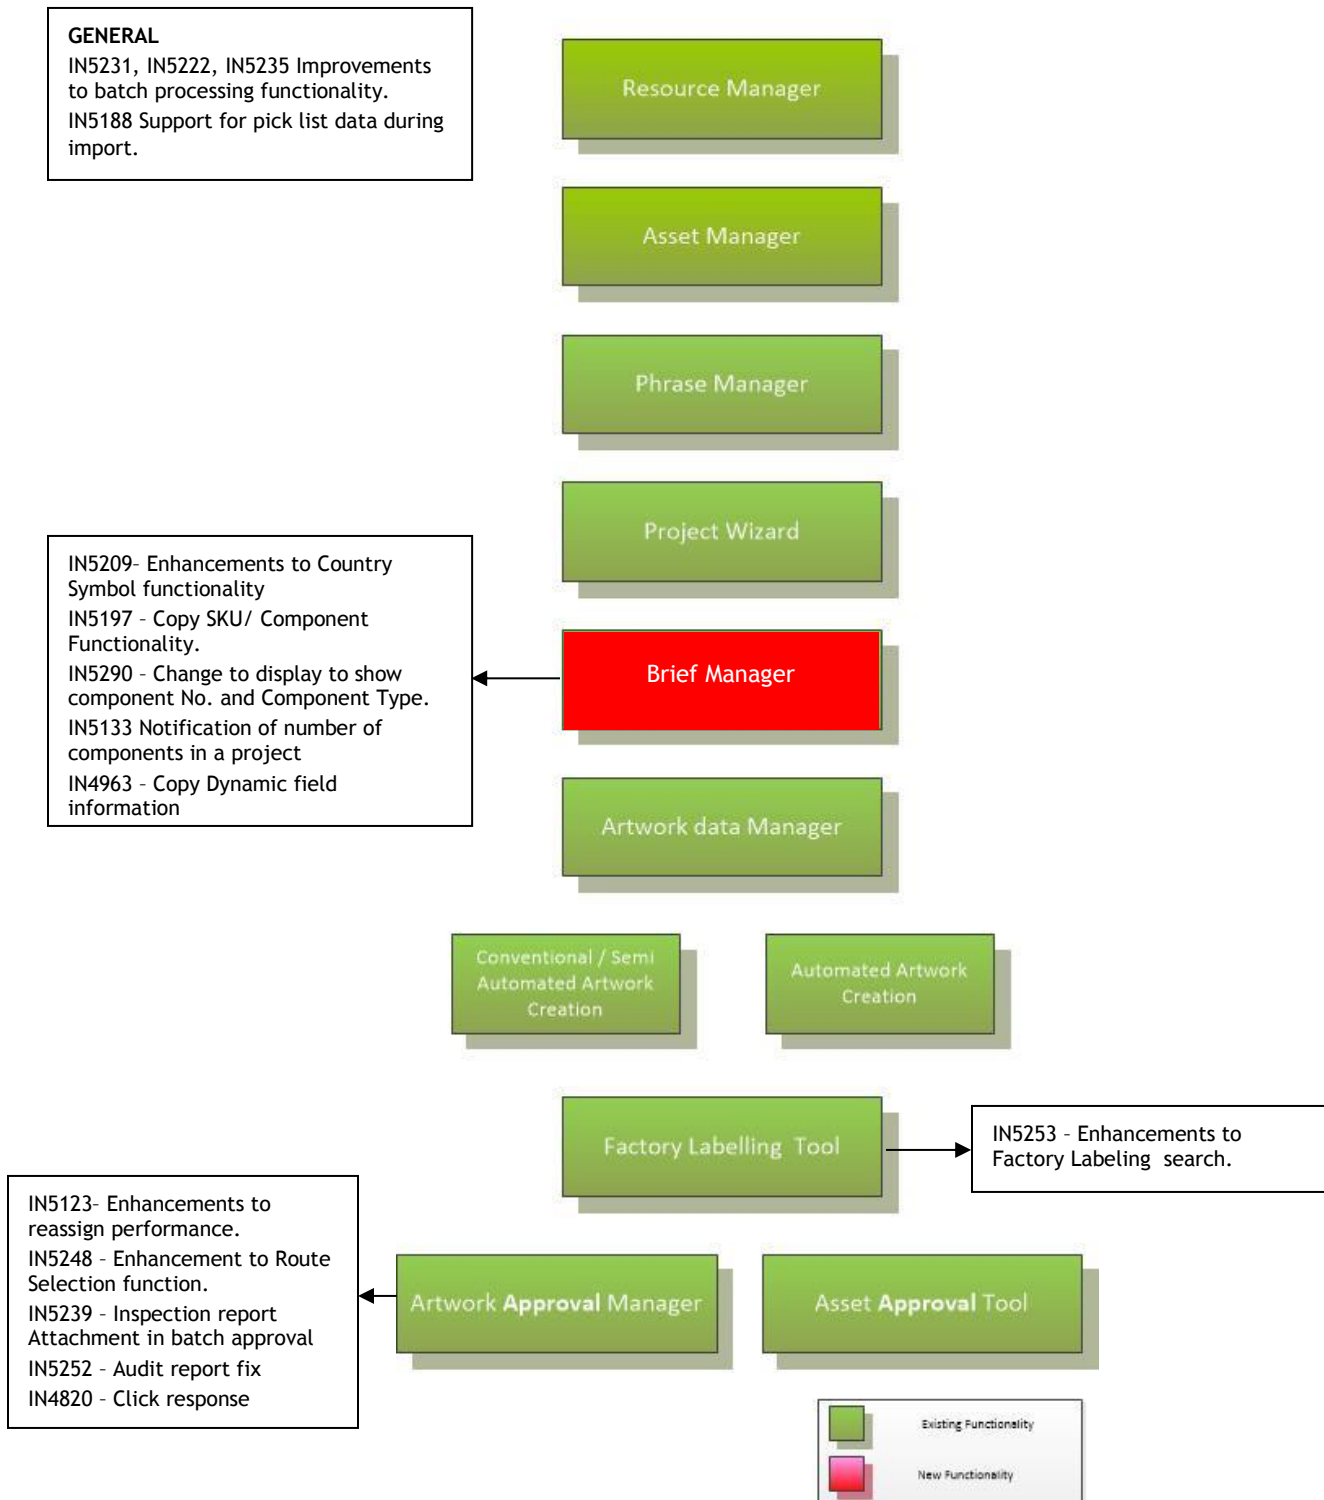 GENERAL
IN5231, IN5222, IN5235 Improvements
to batch processing functionality.
IN5188 Support for pick list data during
import.
Resource Manager
Asset Manager
Phrase Manager
Project Wizard
IN5209– Enhancements to Country
Symbol functionality
IN5197 – Copy SKU/ Component
Functionality.
IN5290 – Change to display to show
component No. and Component Type.
IN5133 Notification of number of
components in a project
IN4963 – Copy Dynamic field
information
Brief Manager
Artwork data Manager
Conventional / Semi
Automated Artwork
Creation
Automated Artwork
Creation
Factory Labelling Tool
IN5253 – Enhancements to
Factory Labeling search.
IN5123– Enhancements to
reassign performance.
IN5248 – Enhancement to Route
Selection function.
IN5239 – Inspection report
Attachment in batch approval
IN5252 – Audit report fix
IN4820 – Click response
Artwork Approval Manager
Asset Approval Tool
Existing Functionality
New Functionality